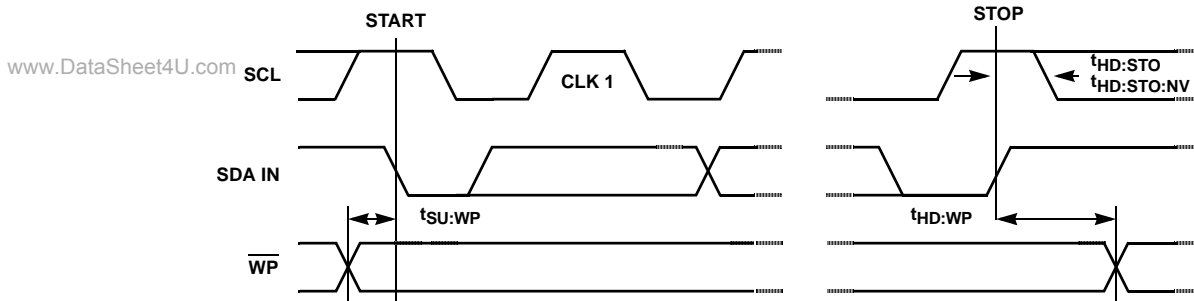 START
STOP
www.DataSheet4U.com
SCL
CLK 1
tHD:STO
tHD:STO:NV
SDA IN
tSU:WP
tHD:WP
WP